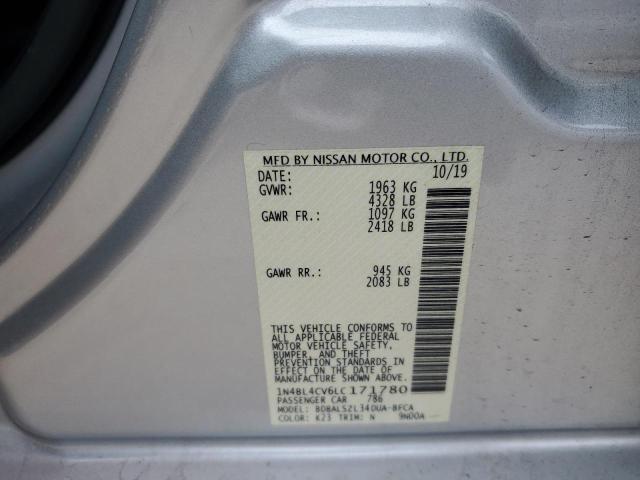 MFD BY NISSAN MOTOR CO., LTD.
DATE: 10/19
GVWR: 1963 KG
4328 LB
GAWR FR.: 1097 KG
2418 LB
GAWR RR.: 945 KG
2083 LB
THIS VEHICLE CONFORMS TO
ALL APPLICABLE FEDERAL
MOTOR VEHICLE SAFETY,
BUMPER, AND THEFT
PREVENTION STANDARDS IN
EFFECT ON THE DATE OF
MANUFACTURE SHOWN ABOVE.
1N4BL4CV6LC171780
PASSENGER CAR 786
MODEL: BDBALS2L34DUA-BFCA
COLOR: K23 TRIM: N 9N00A